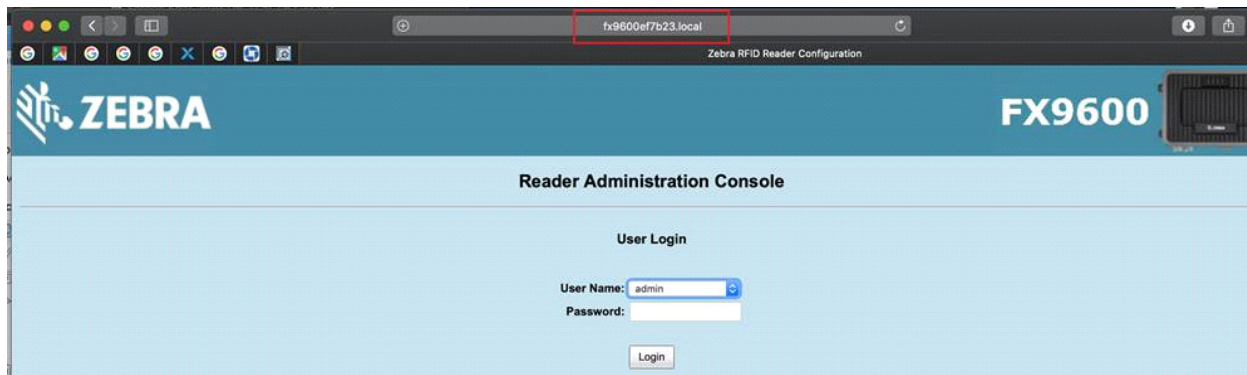 fx9600ef7b23.local
Zebra RFID Reader Configuration
ZEBRA
FX9600
Reader Administration Console
User Login
User Name: admin
Password:
Login